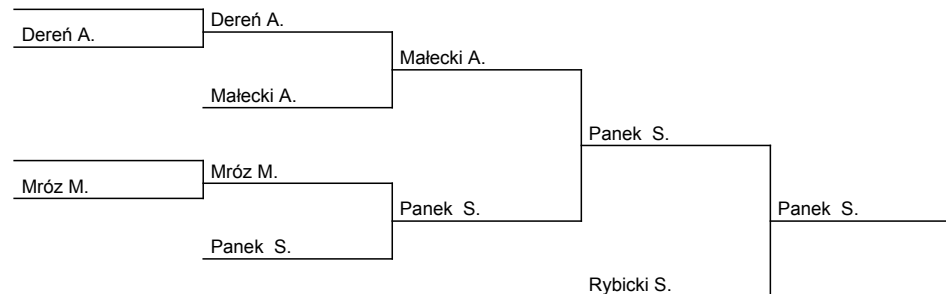 Dereń A.
Dereń A.
Małecki A.
Małecki A.
Panek  S.
Mróz M.
Mróz M.
Panek  S.
Panek  S.
Panek  S.
Rybicki S.